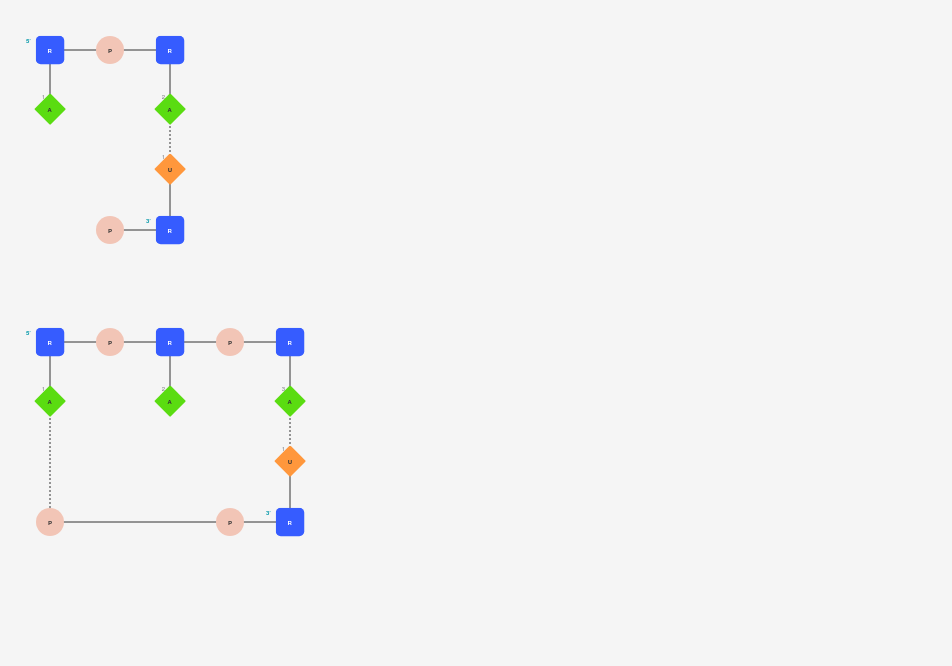 5'
R P R
1 2
A A
1
U
3'
P R
5'
R P R P R
1 2 3
A A A
1
U
3'
P P R